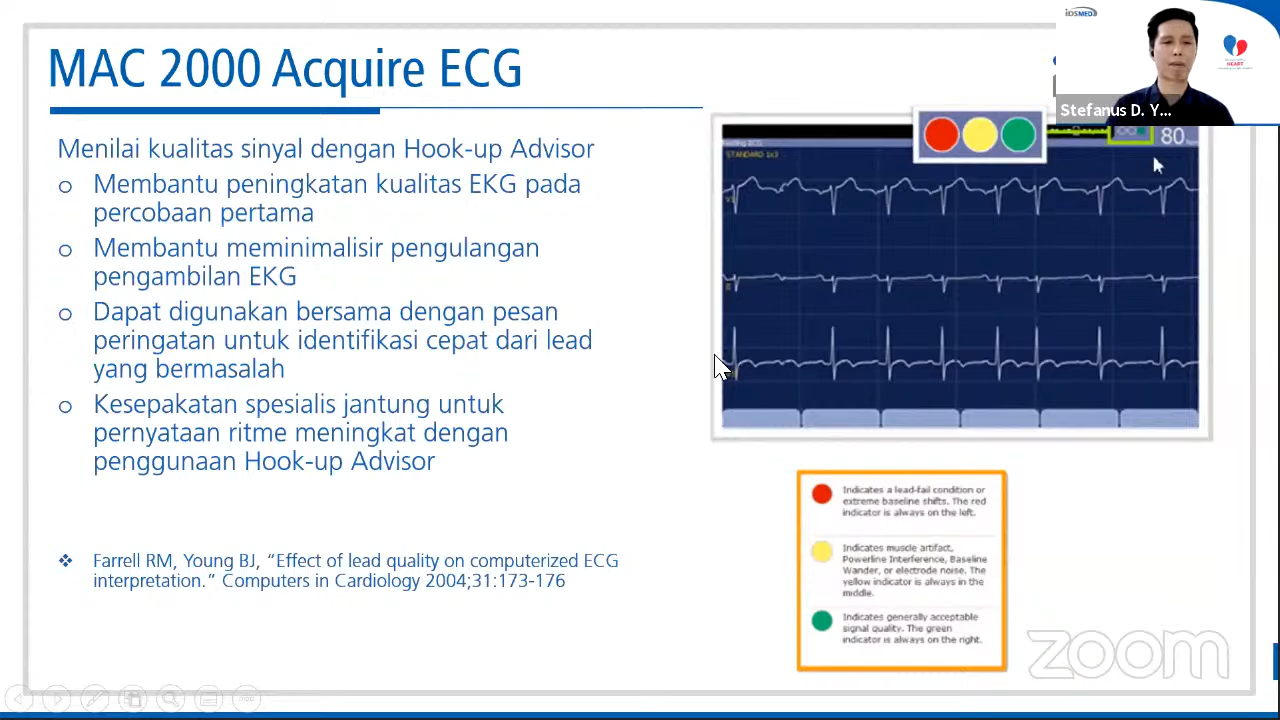 MAC 2000 Acquire ECG
iDSMED
HEART
Stefanus D. Y...
Menilai kualitas sinyal dengan Hook-up Advisor
o Membantu peningkatan kualitas EKG pada
percobaan pertama
o Membantu meminimalisir pengulangan
pengambilan EKG
o Dapat digunakan bersama dengan pesan
peringatan untuk identifikasi cepat dari lead
yang bermasalah
o Kesepakatan spesialis jantung untuk
pernyataan ritme meningkat dengan
penggunaan Hook-up Advisor
❖ Farrell RM, Young BJ, “Effect of lead quality on computerized ECG
interpretation.” Computers in Cardiology 2004;31:173-176
80
STANDARD 1x3
V1
Indicates a lead-fail condition or
extreme baseline shifts. The red
indicator is always on the left.
Indicates muscle artifact,
Powerline Interference, Baseline
Wander, or electrode noise. The
yellow indicator is always in the
middle.
Indicates generally acceptable
signal quality. The green
indicator is always on the right.
zoom